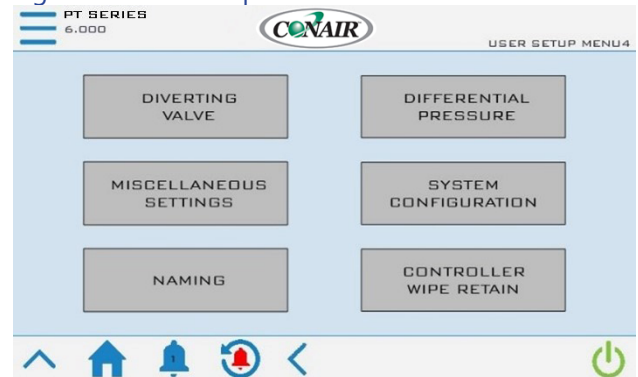 PT SERIES
6.000
CONAIR
USER SETUP MENU4
DIVERTING
VALVE
DIFFERENTIAL
PRESSURE
MISCELLANEOUS
SETTINGS
SYSTEM
CONFIGURATION
NAMING
CONTROLLER
WIPE RETAIN
1